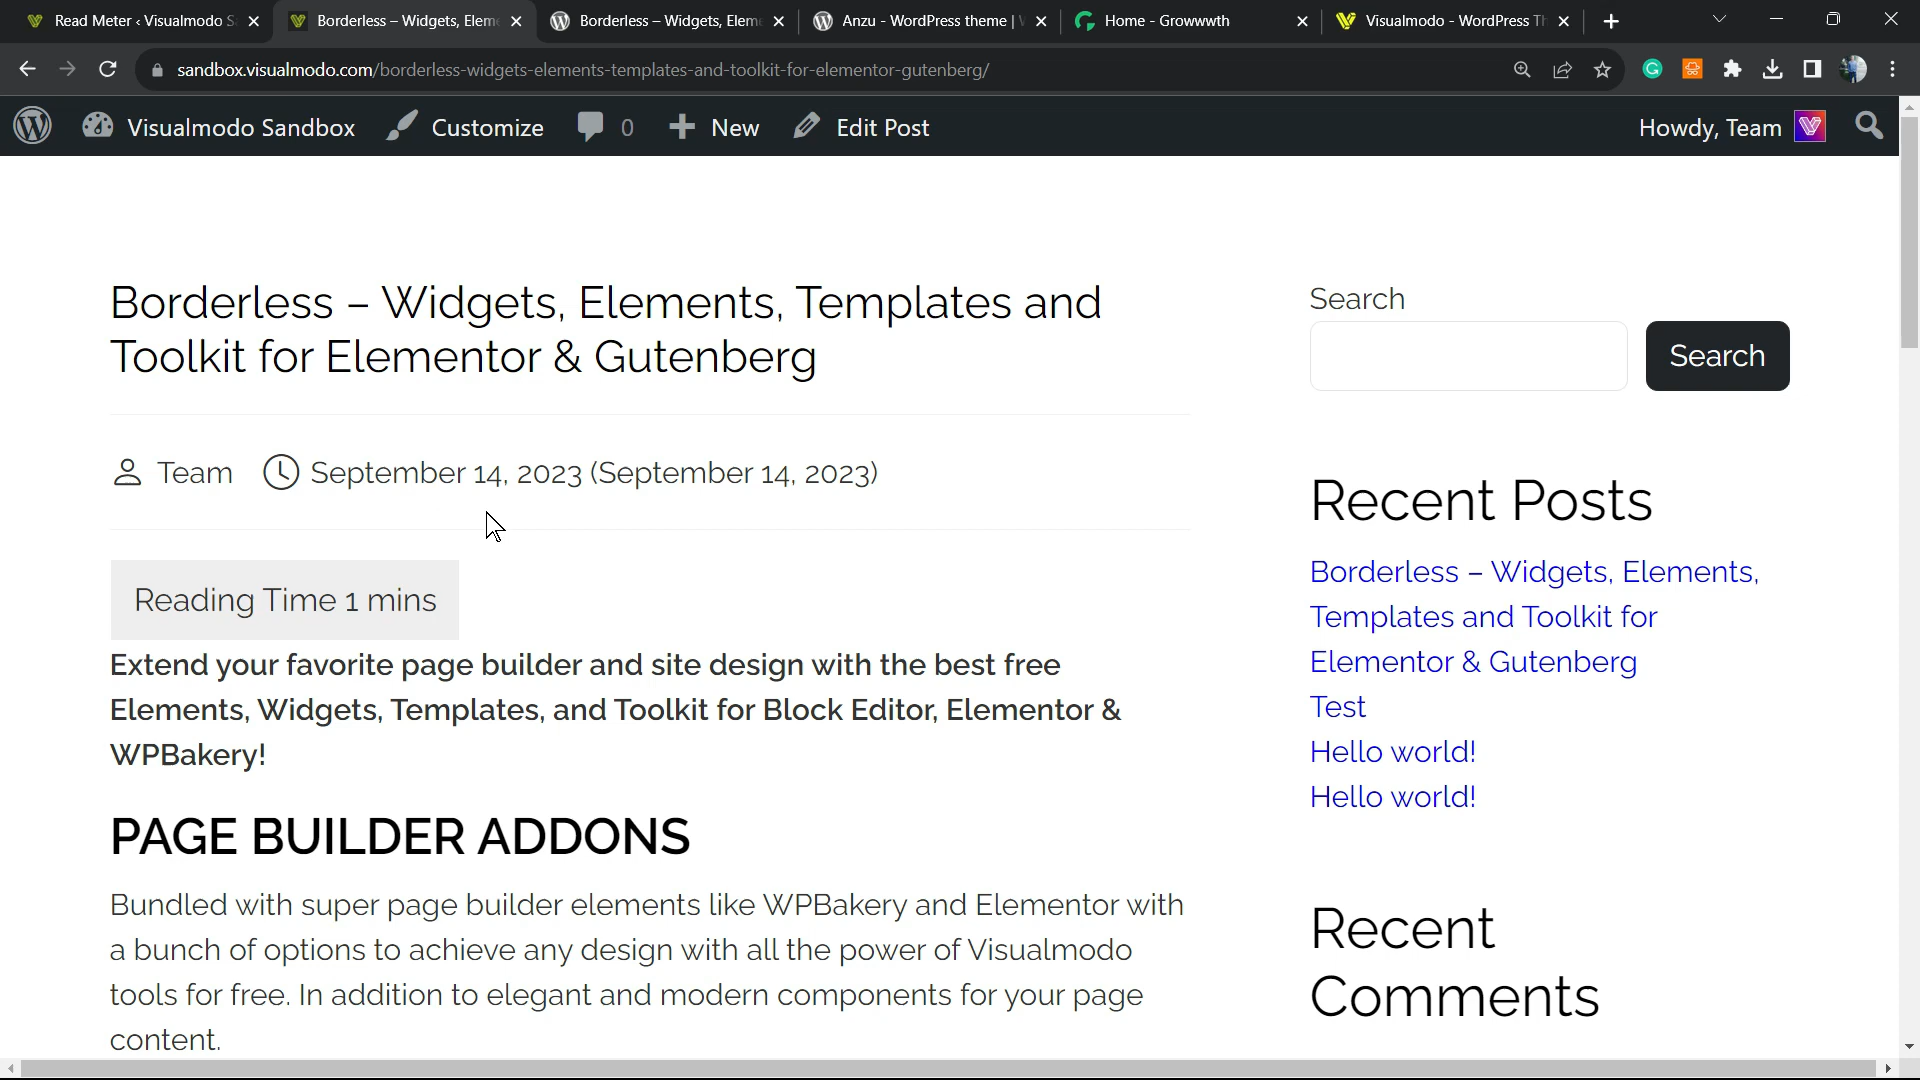 Read Meter ‹ Visualmodo S
Borderless – Widgets, Elem
Borderless – Widgets, Elem
Anzu - WordPress theme |
Home - Growwwth
Visualmodo - WordPress Th
sandbox.visualmodo.com/borderless-widgets-elements-templates-and-toolkit-for-elementor-gutenberg/
Visualmodo Sandbox Customize 0 New Edit Post Howdy, Team
Borderless – Widgets, Elements, Templates and
Toolkit for Elementor & Gutenberg
Team September 14, 2023 (September 14, 2023)
Reading Time 1 mins
Extend your favorite page builder and site design with the best free
Elements, Widgets, Templates, and Toolkit for Block Editor, Elementor &
WPBakery!
PAGE BUILDER ADDONS
Bundled with super page builder elements like WPBakery and Elementor with
a bunch of options to achieve any design with all the power of Visualmodo
tools for free. In addition to elegant and modern components for your page
content.
Search
Search
Recent Posts
Borderless – Widgets, Elements,
Templates and Toolkit for
Elementor & Gutenberg
Test
Hello world!
Hello world!
Recent
Comments